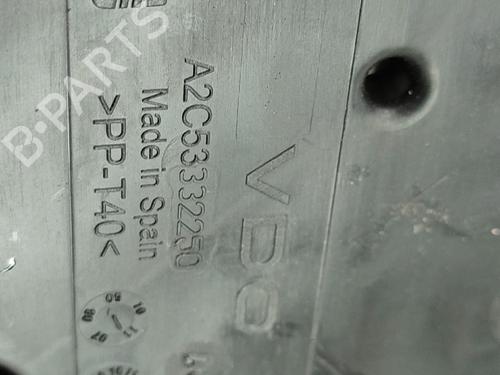 VDO
A2C53332250
Made in Spain
>PP-T40<
B-PARTS